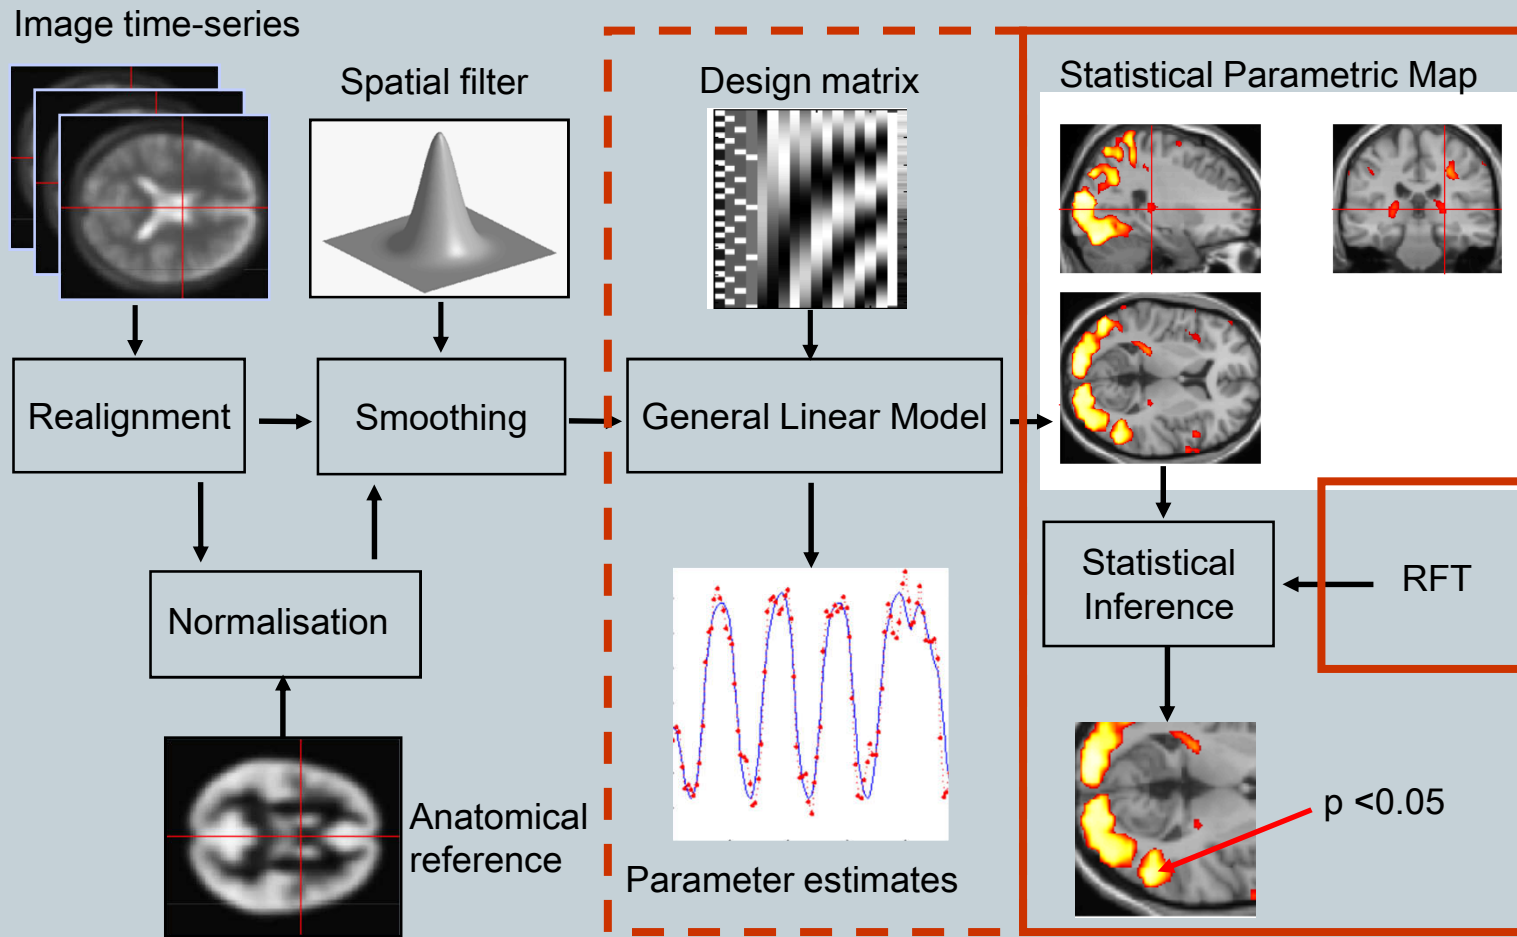 Image time-series
Spatial filter
Design matrix
Statistical Parametric Map
Realignment
Smoothing
General Linear Model
Statistical
Inference
RFT
Normalisation
Anatomical
reference
Parameter estimates
p <0.05